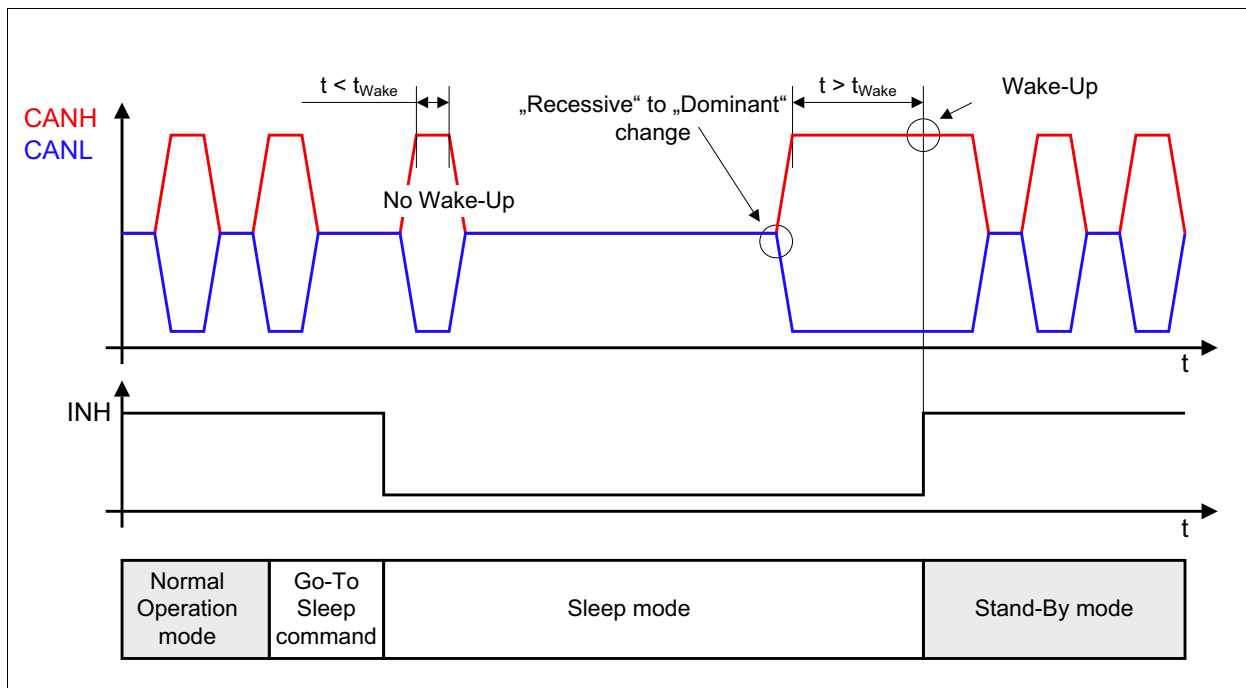 t < tWake
„Recessive“ to „Dominant“
change
t > tWake
Wake-Up
CANH
CANL
No Wake-Up
t
INH
t
Normal
Operation
mode
Go-To
Sleep
command
Sleep mode
Stand-By mode